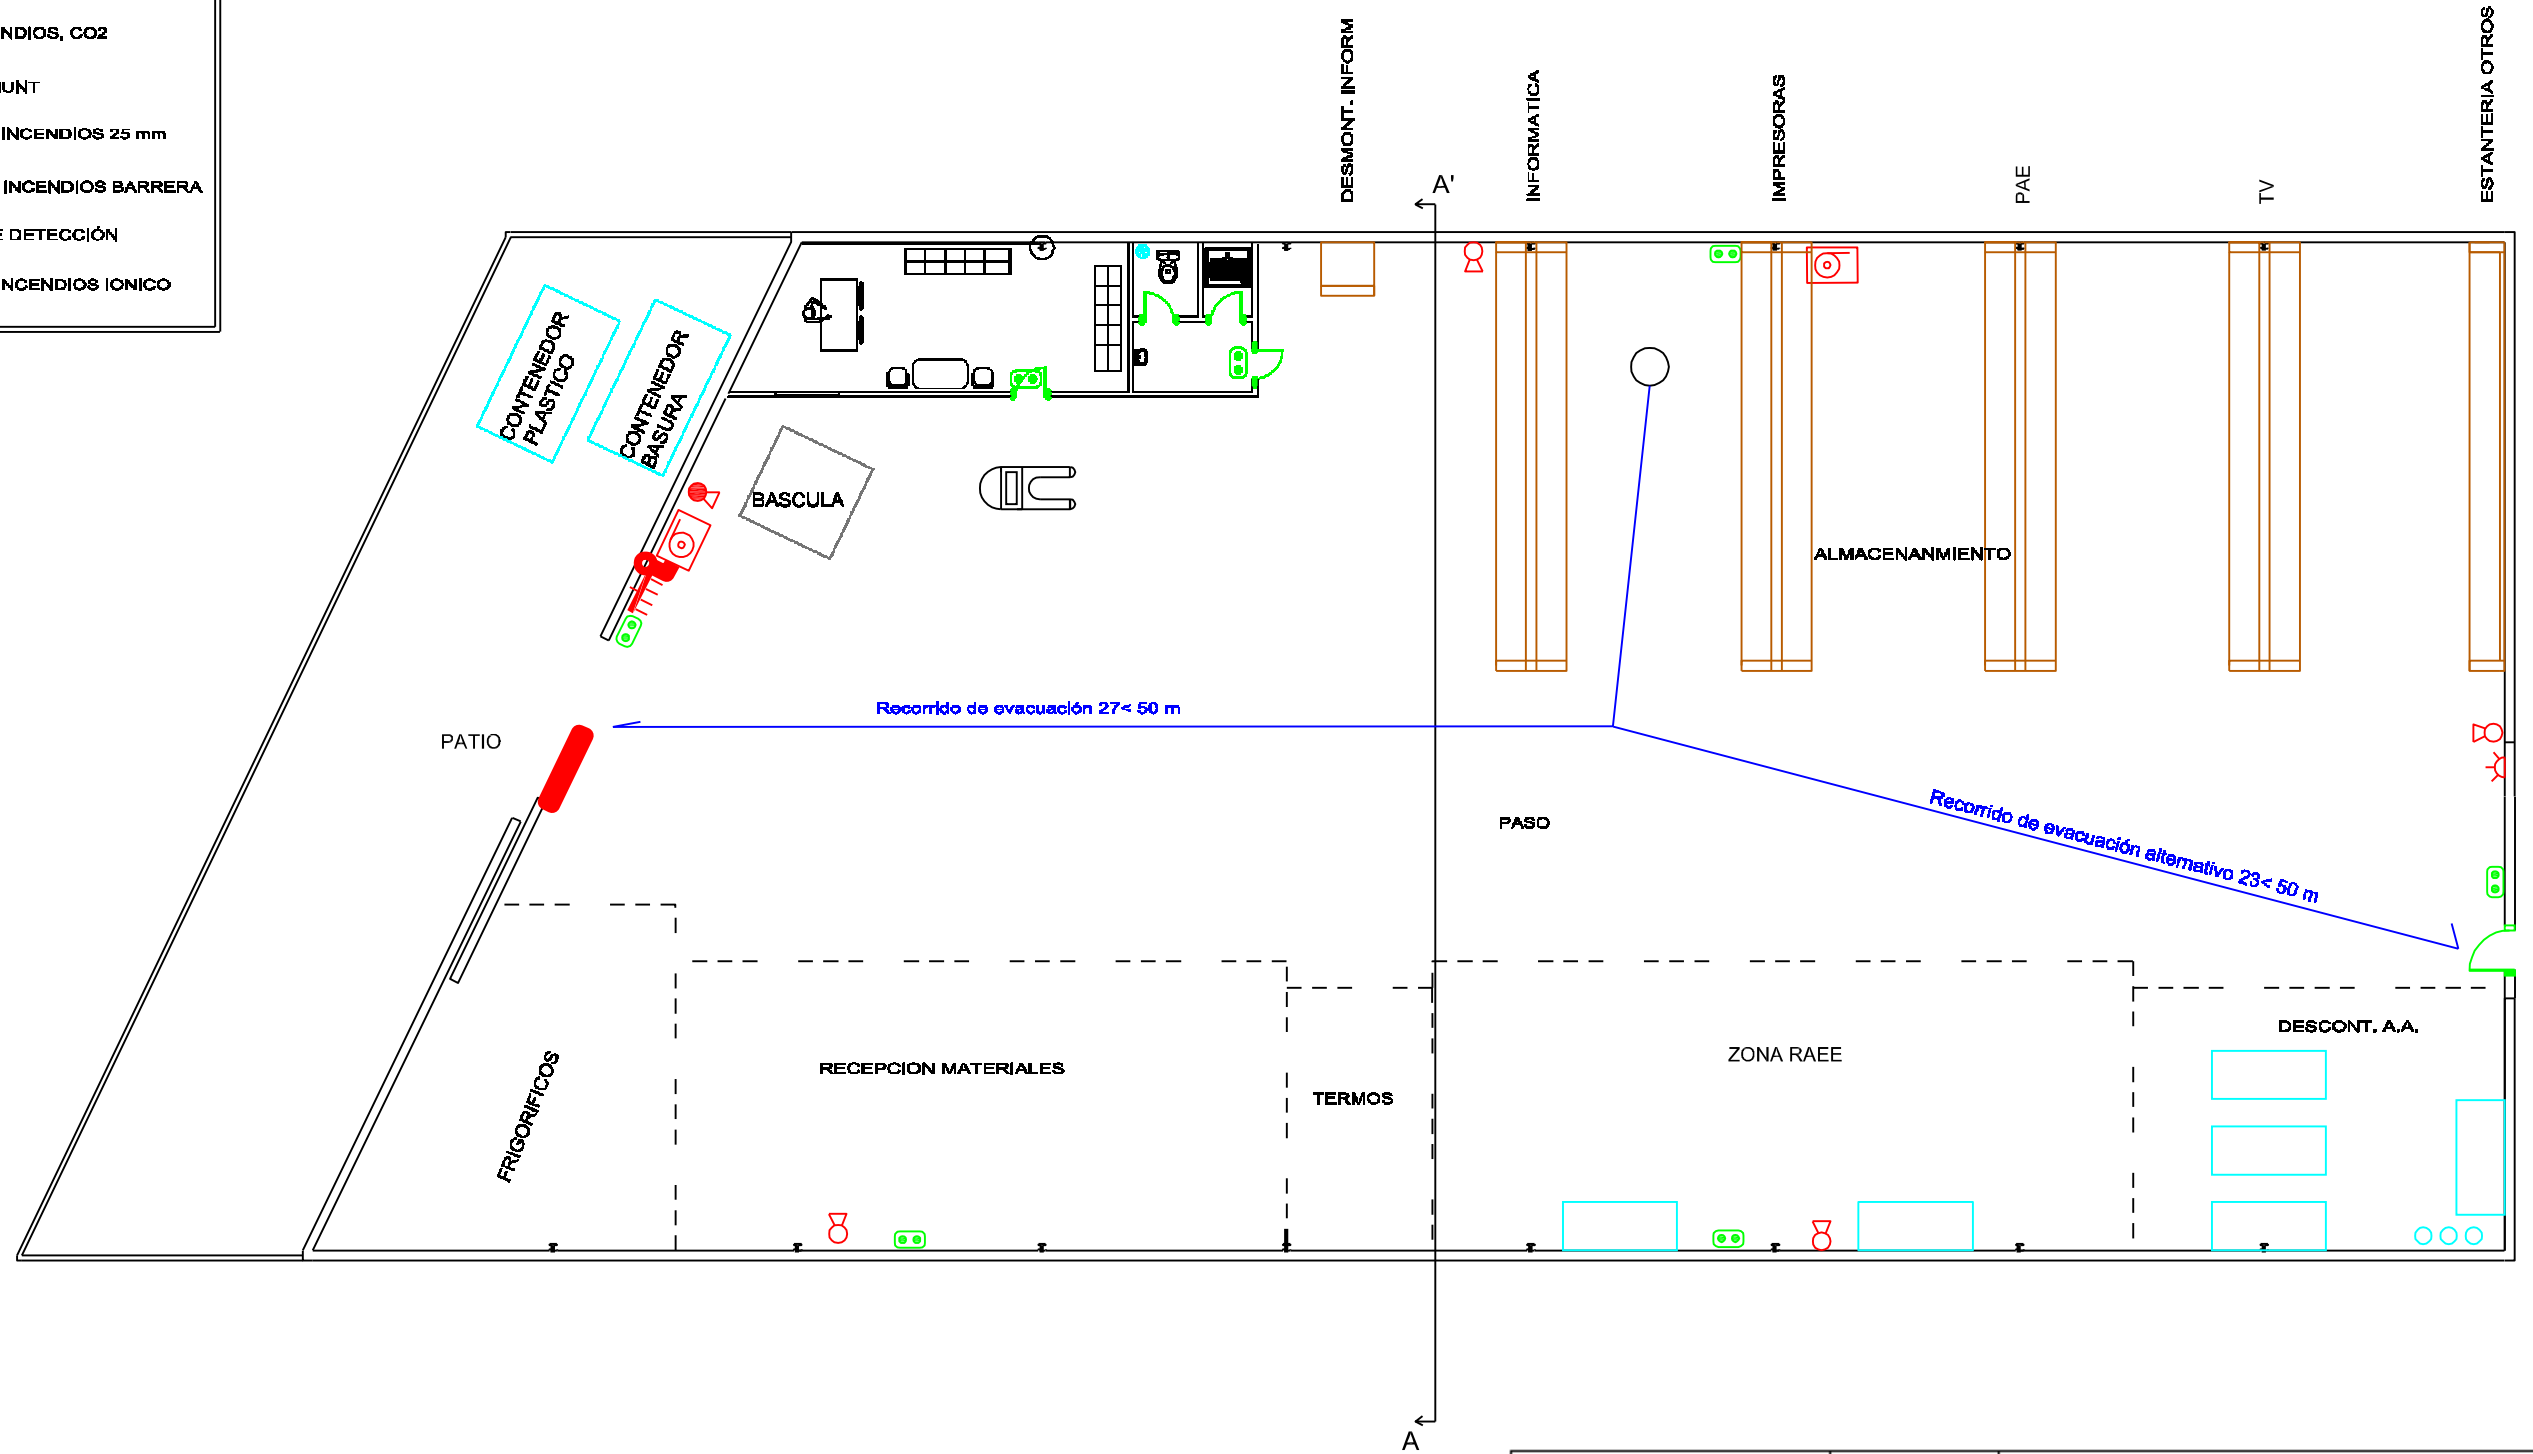 NDIOS, CO2
UNT
INCENDIOS 25 mm
INCENDIOS BARRERA
E DETECCIÓN
NCENDIOS IONICO
DESMONT. INFORM
INFORMATICA
IMPRESORAS
PAE
TV
ESTANTERIA OTROS
A'
CONTENEDOR
PLASTICO
CONTENEDOR
BASURA
BASCULA
ALMACENANMIENTO
Recorrido de evacuación 27< 50 m
PATIO
PASO
Recorrido de evacuación alternativo 23< 50 m
FRIGORIFICOS
RECEPCION MATERIALES
TERMOS
ZONA RAEE
DESCONT. A.A.
A